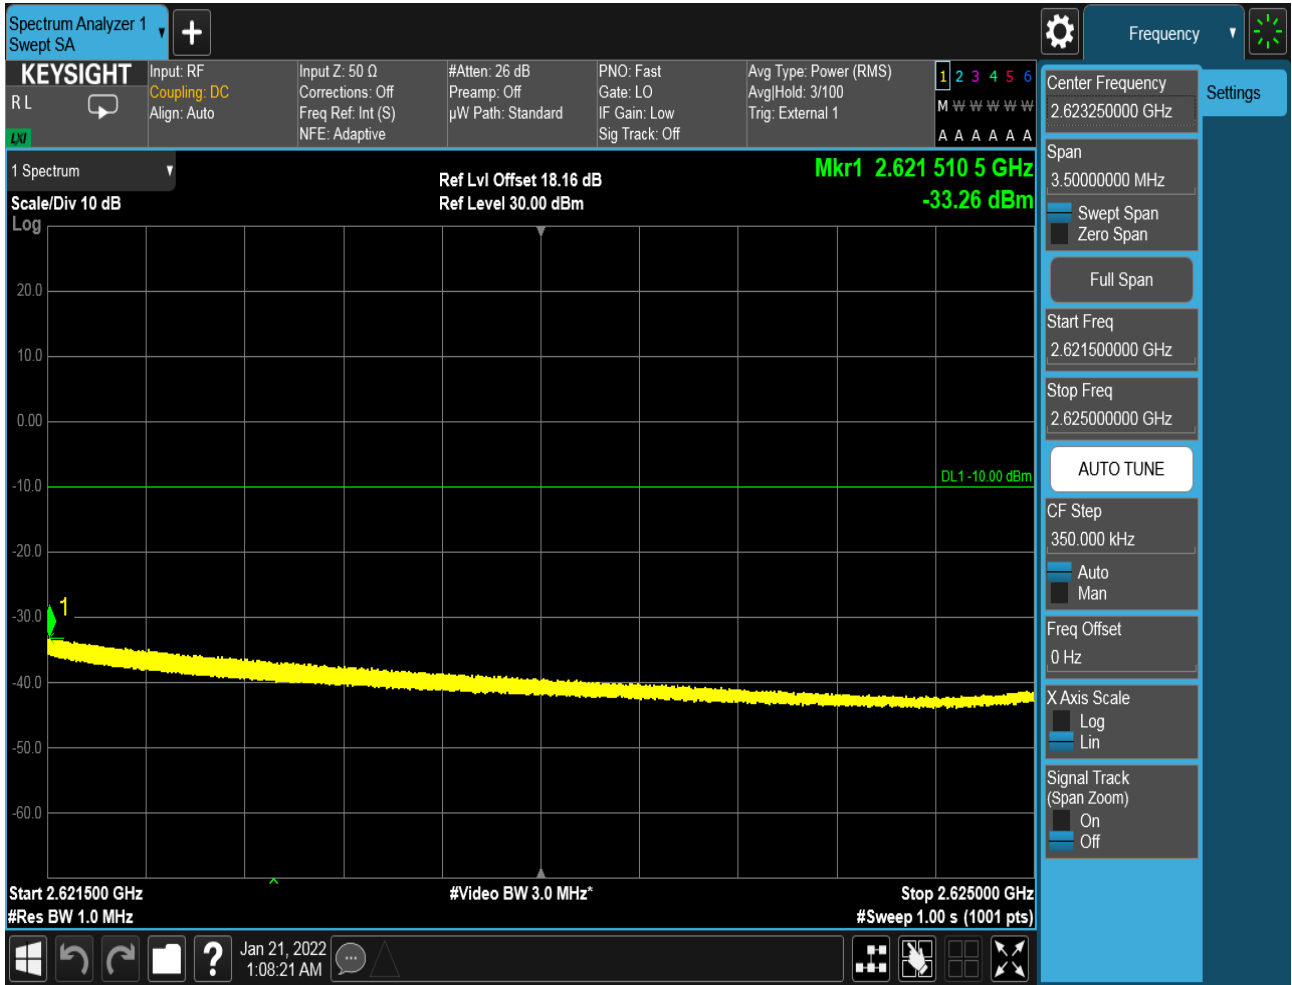 Spectrum Analyzer 1
Swept SA
Frequency
KEYSIGHT
R L
LXI
Input: RF
Coupling: DC
Align: Auto
Input Z: 50 Ω
Corrections: Off
Freq Ref: Int (S)
NFE: Adaptive
#Atten: 26 dB
Preamp: Off
µW Path: Standard
PNO: Fast
Gate: LO
IF Gain: Low
Sig Track: Off
Avg Type: Power (RMS)
Avg|Hold: 3/100
Trig: External 1
1 2 3 4 5 6
M W W W W W
A A A A A A
1 Spectrum
Scale/Div 10 dB
Log
Ref Lvl Offset 18.16 dB
Ref Level 30.00 dBm
Mkr1 2.621 510 5 GHz
-33.26 dBm
20.0
10.0
0.00
-10.0
-20.0
-30.0
-40.0
-50.0
-60.0
DL1 -10.00 dBm
1
Start 2.621500 GHz
#Res BW 1.0 MHz
#Video BW 3.0 MHz*
Stop 2.625000 GHz
#Sweep 1.00 s (1001 pts)
Center Frequency
2.623250000 GHz
Settings
Span
3.50000000 MHz
Swept Span
Zero Span
Full Span
Start Freq
2.621500000 GHz
Stop Freq
2.625000000 GHz
AUTO TUNE
CF Step
350.000 kHz
Auto
Man
Freq Offset
0 Hz
X Axis Scale
Log
Lin
Signal Track
(Span Zoom)
On
Off
?
Jan 21, 2022
1:08:21 AM